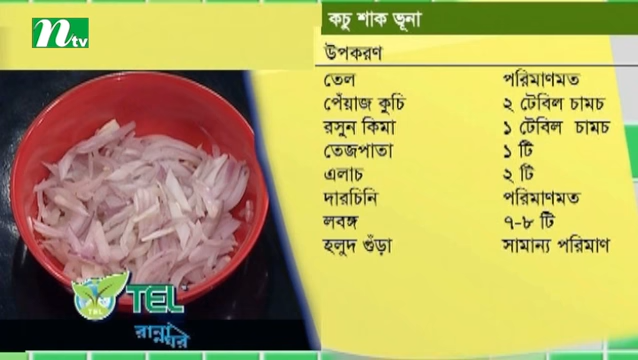 ntv
কচু শাক ভূনা
উপকরণ
তেল পরিমাণমত
পেঁয়াজ কুচি ২ টেবিল চামচ
রসুন কিমা ১ টেবিল চামচ
তেজপাতা ১ টি
এলাচ ২ টি
দারচিনি পরিমাণমত
লবঙ্গ ৭-৮ টি
হলুদ গুঁড়া সামান্য পরিমাণ
TBL
TEL
রান্নাঘর